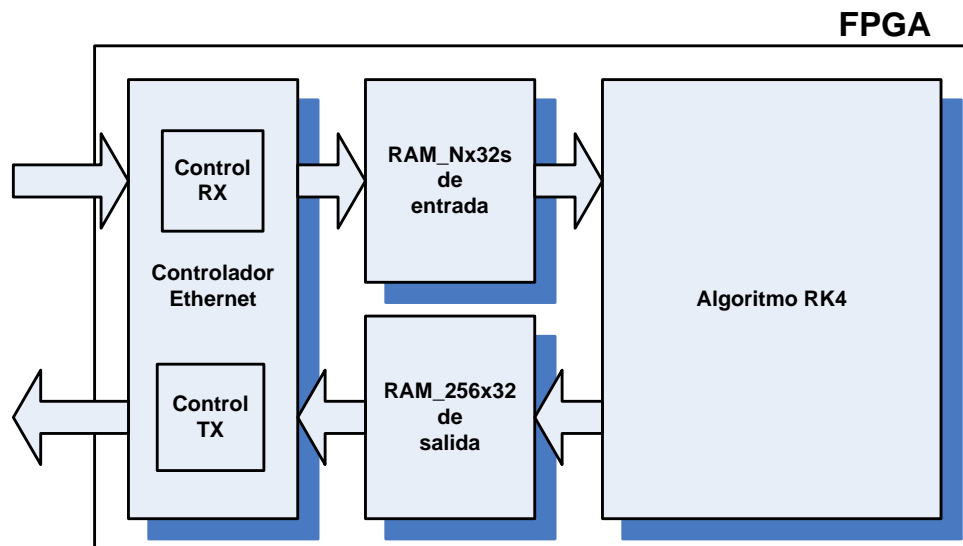 FPGA
Control
RX
Controlador
Ethernet
Control
TX
RAM_Nx32s
de
entrada
RAM_256x32
de
salida
Algoritmo RK4